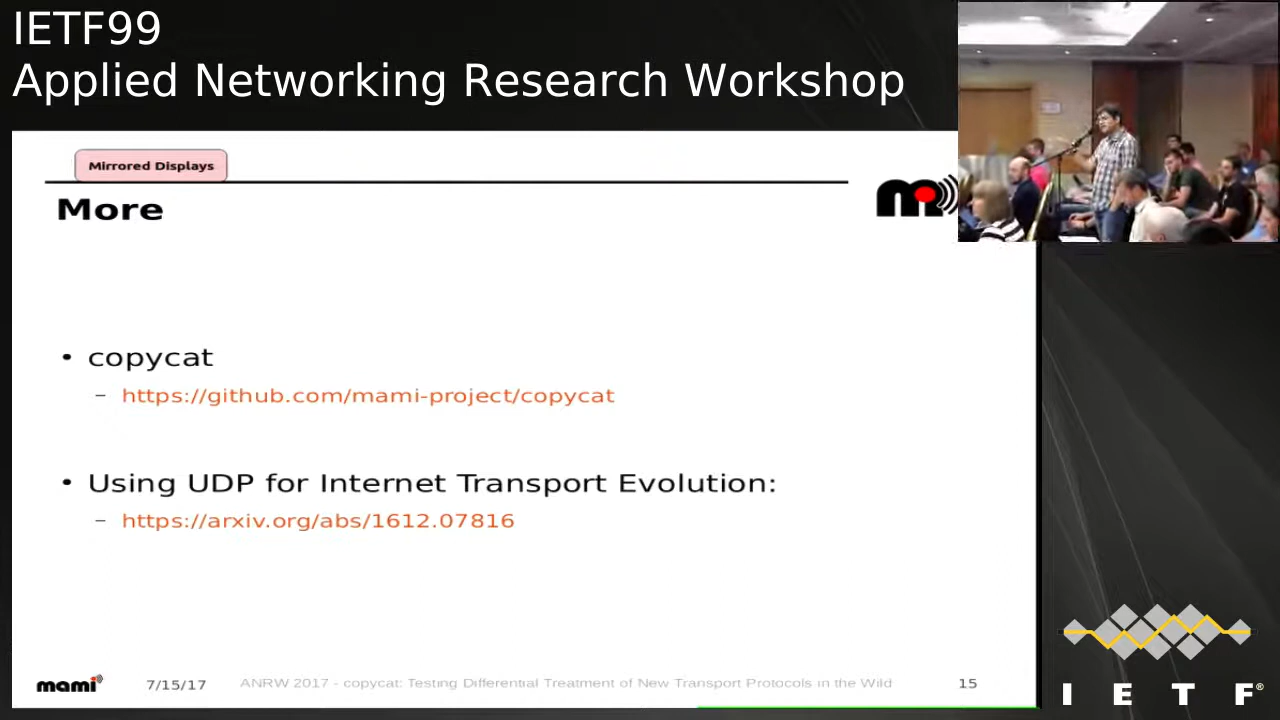 IETF99
Applied Networking Research Workshop
Mirrored Displays
More
m
• copycat
– https://github.com/mami-project/copycat
• Using UDP for Internet Transport Evolution:
– https://arxiv.org/abs/1612.07816
mami
7/15/17
ANRW 2017 - copycat: Testing Differential Treatment of New Transport Protocols in the Wild
15
I E T F®